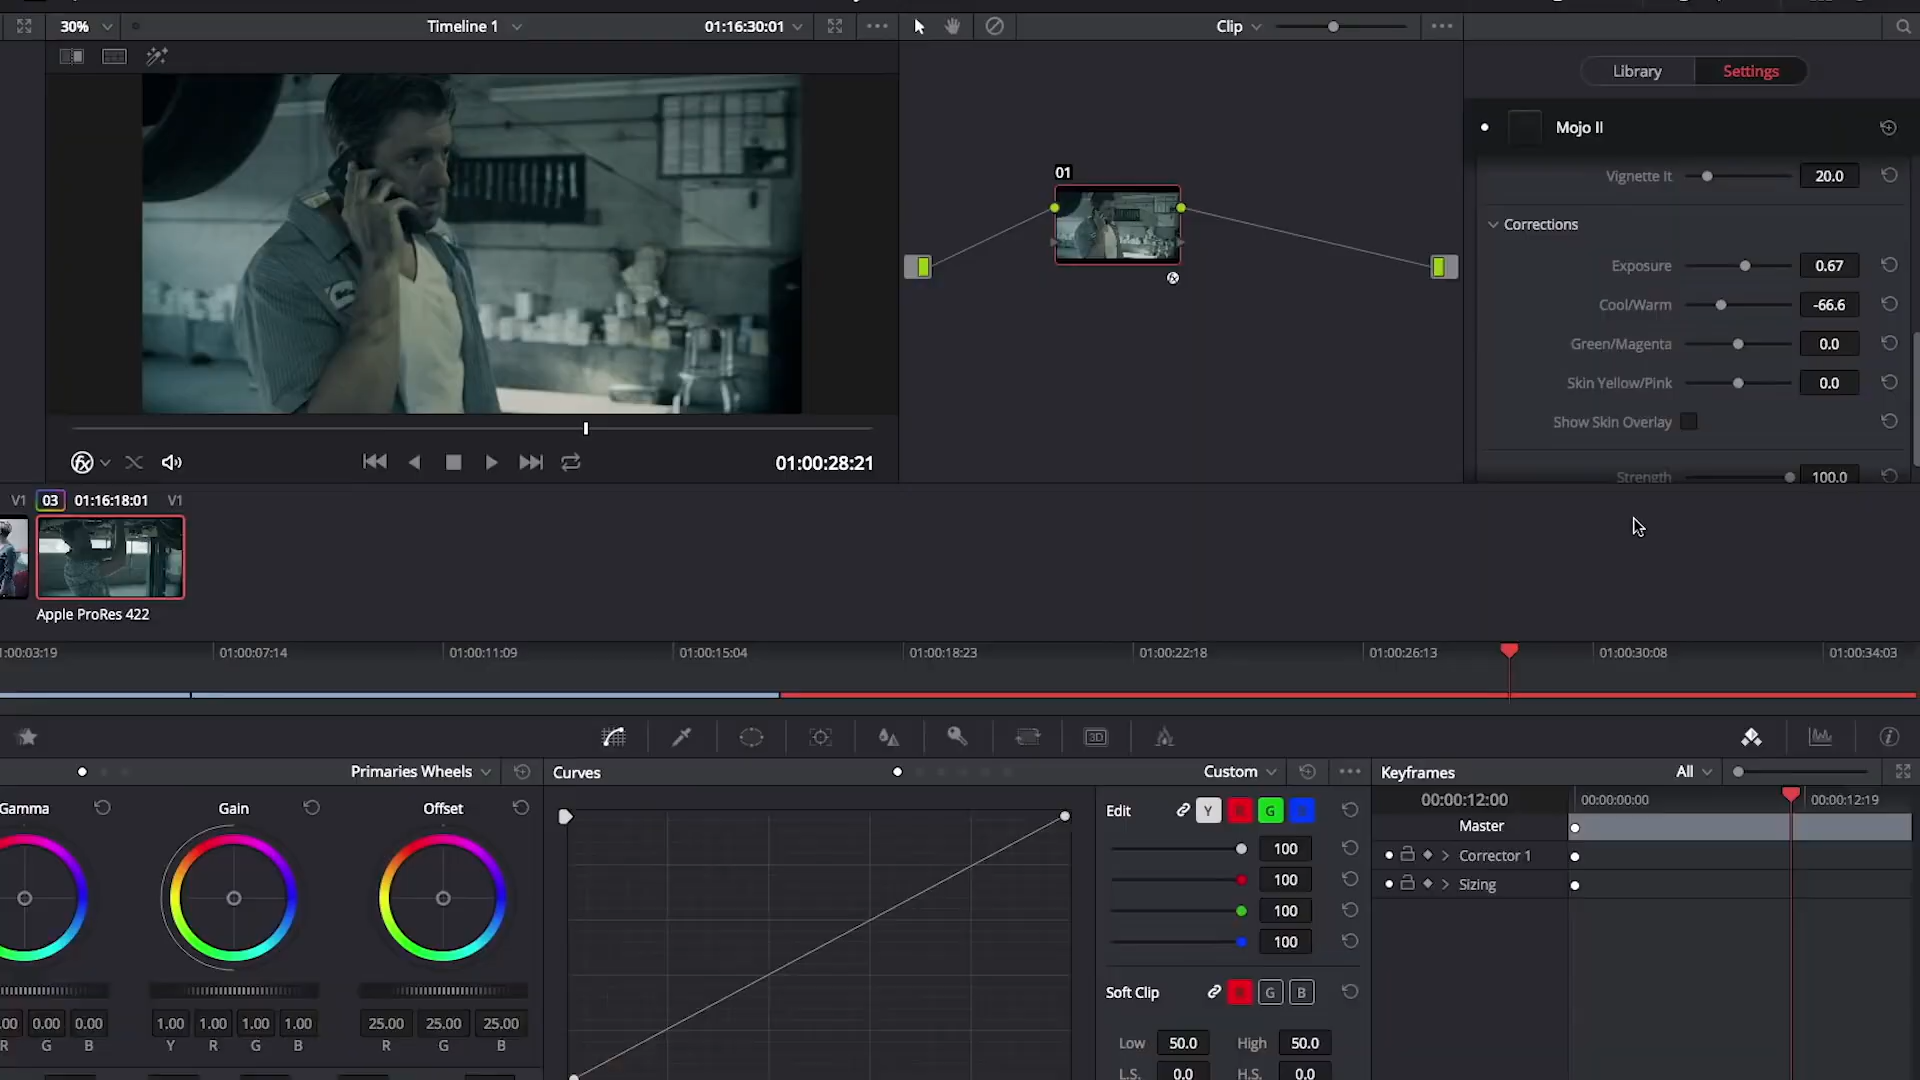 30%
Timeline 1
01:16:30:01
Clip
Library
Settings
Mojo II
Vignette It
20.0
Corrections
Exposure
0.67
Cool/Warm
-66.6
Green/Magenta
0.0
Skin Yellow/Pink
0.0
Show Skin Overlay
Strength
100.0
01
fx
01:00:28:21
V1
03
01:16:18:01
V1
Apple ProRes 422
1:00:03:19
01:00:07:14
01:00:11:09
01:00:15:04
01:00:18:23
01:00:22:18
01:00:26:13
01:00:30:08
01:00:34:03
3D
Primaries Wheels
Curves
Custom
Keyframes
All
Gamma
Gain
Offset
Edit
Y
R
G
100
100
100
100
00:00:12:00
00:00:00:00
00:00:12:19
Master
Corrector 1
Sizing
Soft Clip
R
G
B
.00 0.00 0.00
R G B
1.00 1.00 1.00 1.00
Y R G B
25.00 25.00 25.00
R G B
Low
50.0
High
50.0
L.S.
0.0
H.S.
0.0